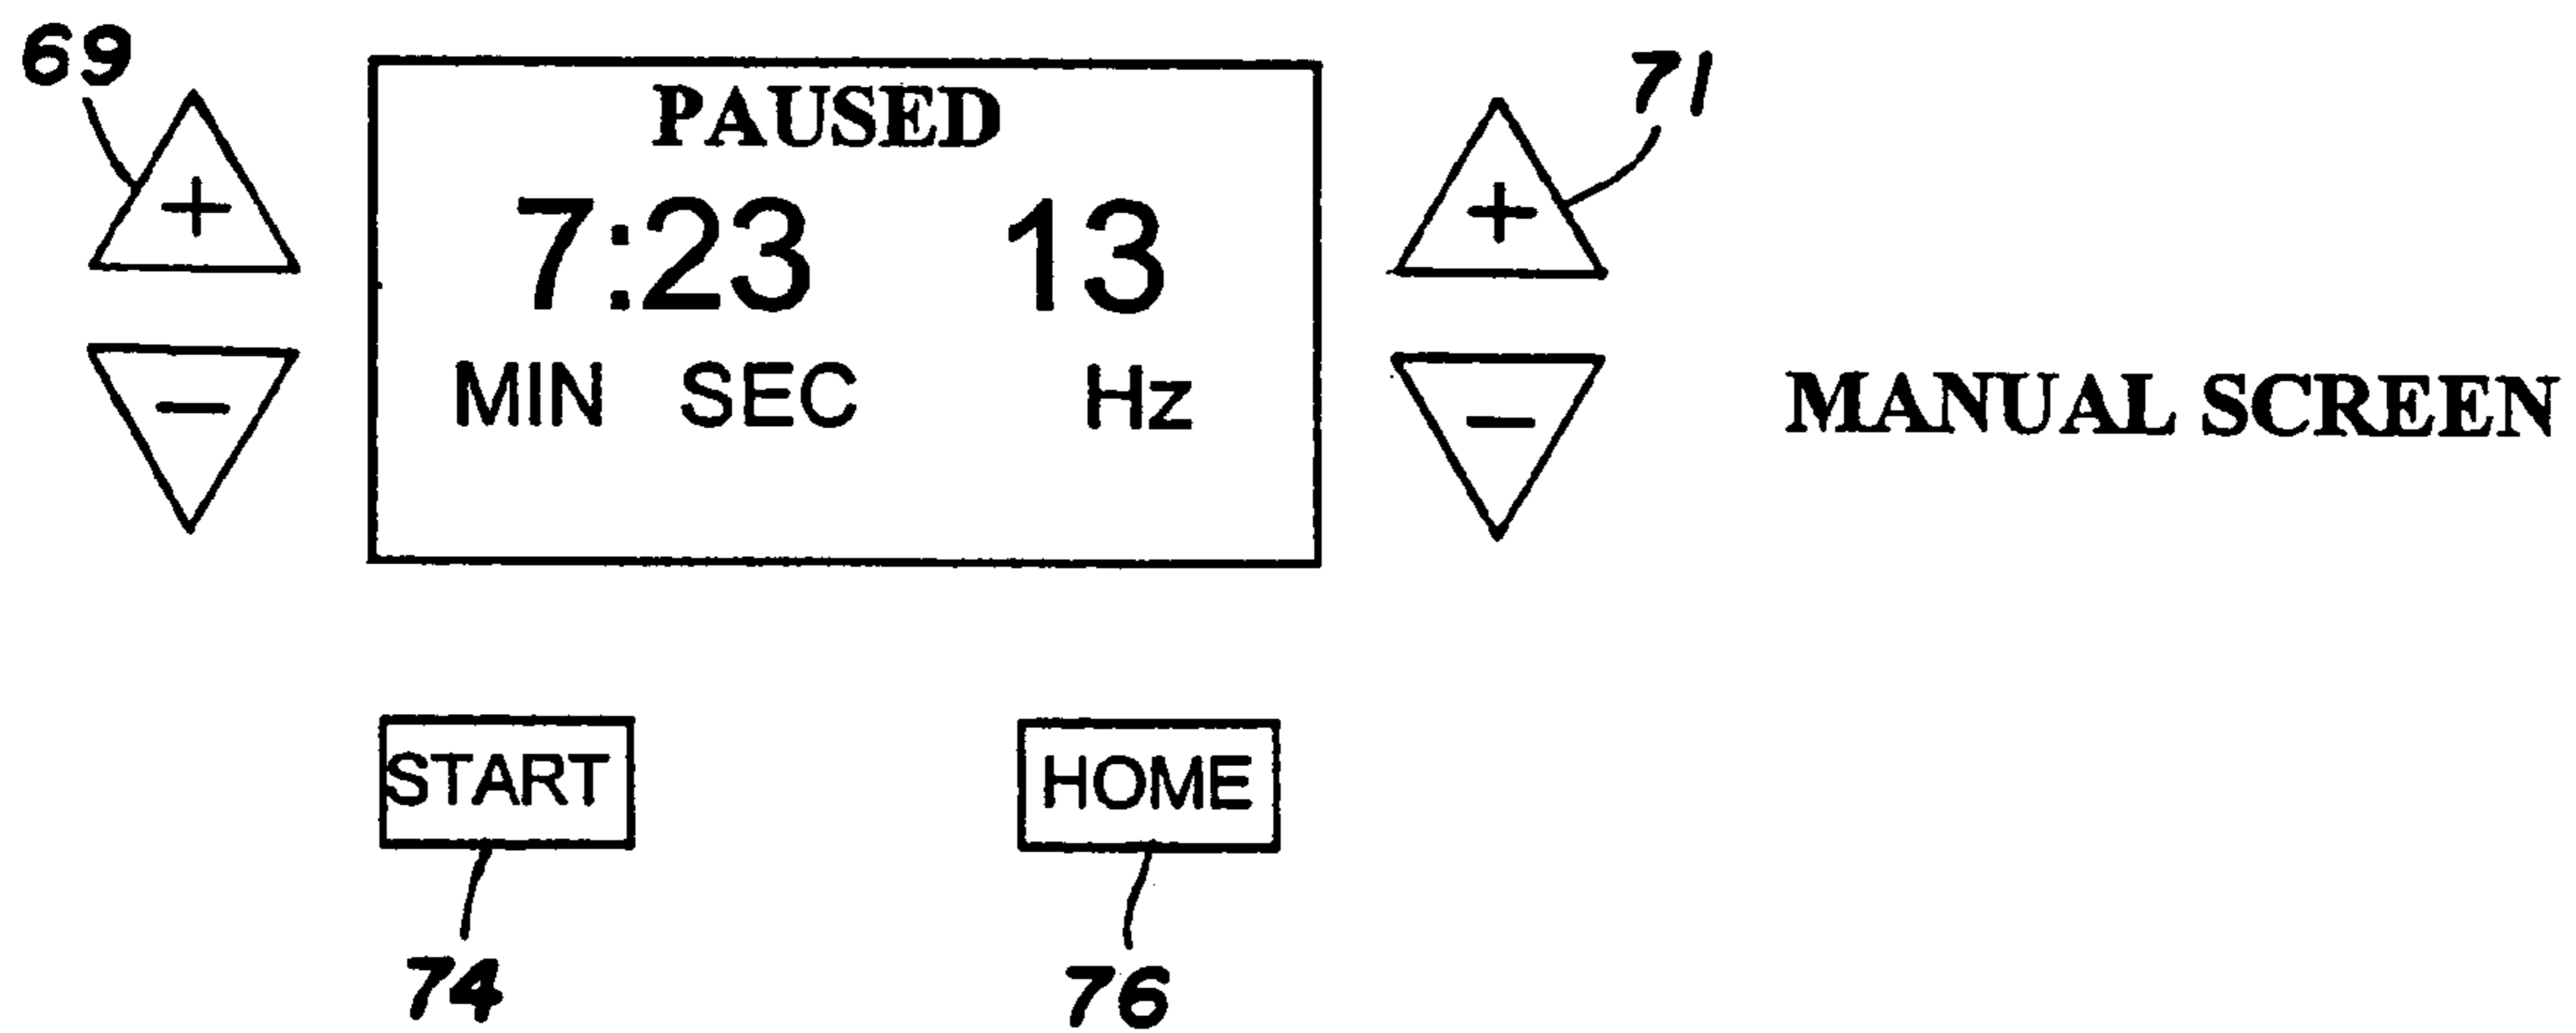 69
71
PAUSED
+
7:23 13
+
MIN SEC Hz
−
−
MANUAL SCREEN
START HOME
74 76